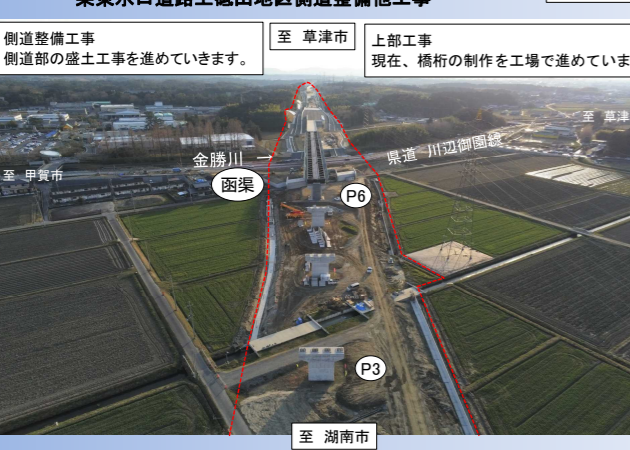 栗東水口道路上砥山地区側道整備他工事
側道整備工事
側道部の盛土工事を進めていきます。
至 草津市
上部工事
現在、橋桁の制作を工場で進めていま
至 草津
金勝川 →
県道 川辺御園線
至 甲賀市
函渠
P6
P3
至 湖南市